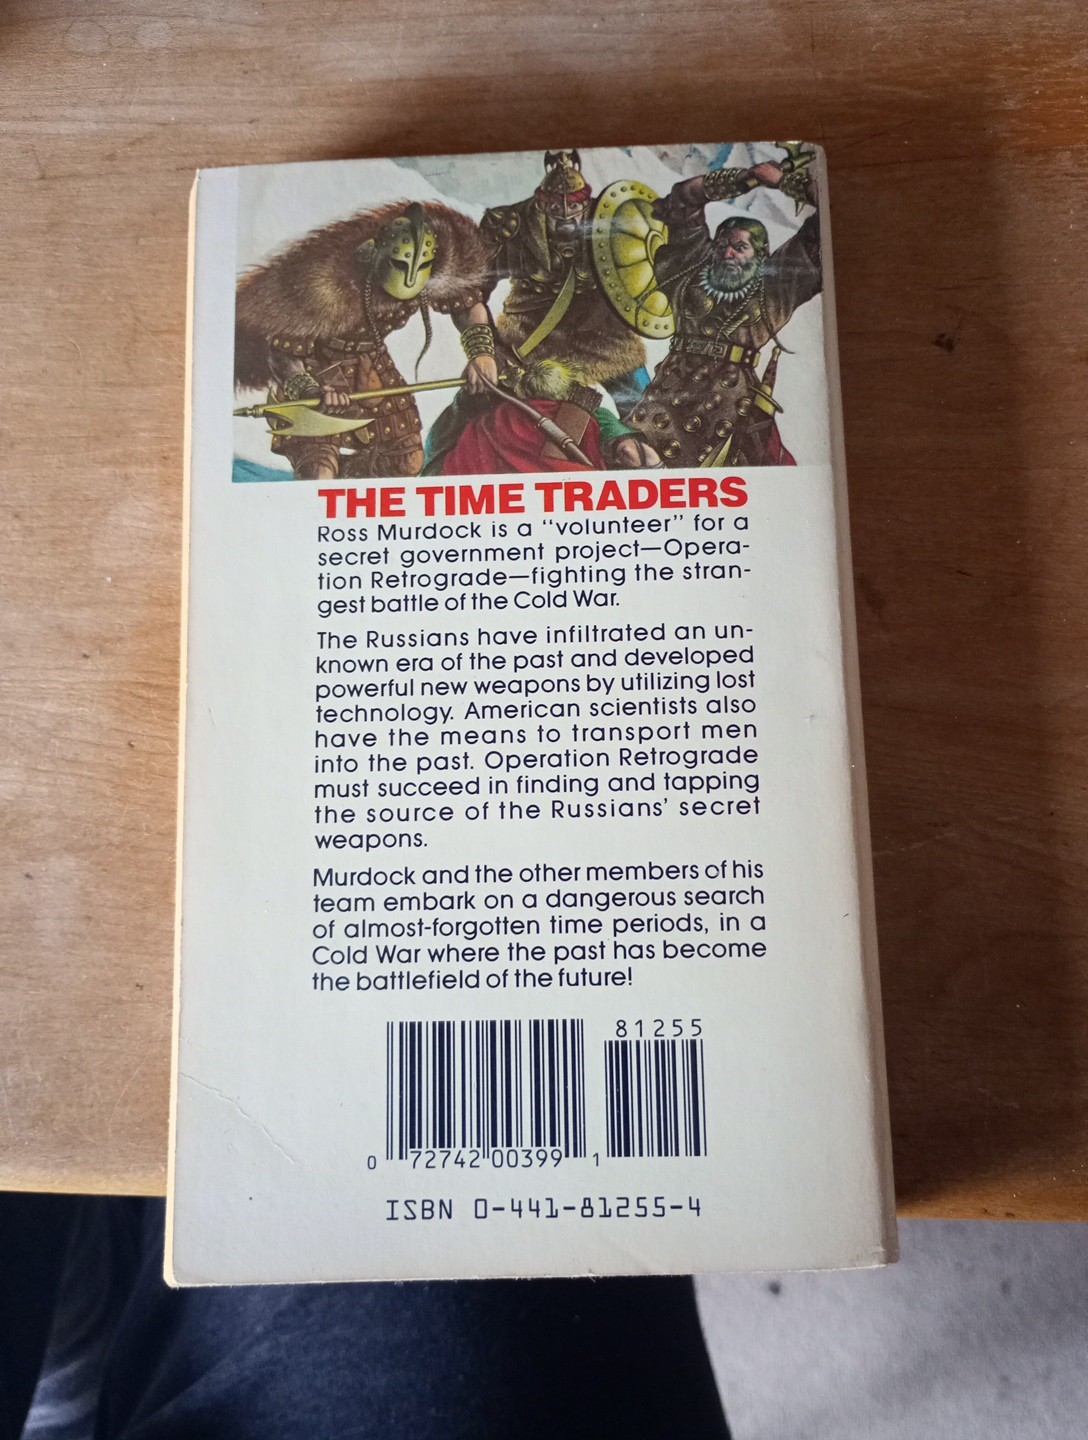 THE TIME TRADERS
Ross Murdock is a “volunteer” for a
secret government project—Opera-
tion Retrograde—fighting the stran-
gest battle of the Cold War.
The Russians have infiltrated an un-
known era of the past and developed
powerful new weapons by utilizing lost
technology. American scientists also
have the means to transport men
into the past. Operation Retrograde
must succeed in finding and tapping
the source of the Russians’ secret
weapons.
Murdock and the other members of his
team embark on a dangerous search
of almost-forgotten time periods, in a
Cold War where the past has become
the battlefield of the future!
81255
0 72742 00399 1
ISBN 0-441-81255-4